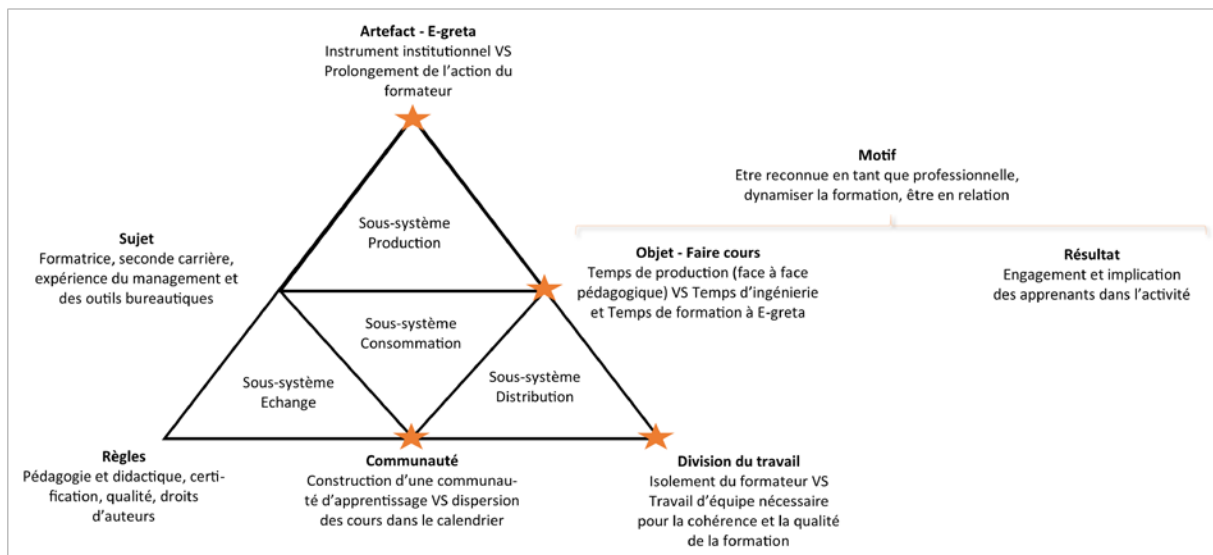 Artefact - E-greta
Instrument institutionnel VS
Prolongement de l'action du
formateur
Motif
Etre reconnue en tant que professionnelle,
dynamiser la formation, être en relation
Sous-système
Production
Sujet
Formatrice, seconde carrière,
expérience du management et
des outils bureautiques
Objet - Faire cours
Temps de production (face à face
pédagogique) VS Temps d'ingénierie
et Temps de formation à E-greta
Résultat
Engagement et implication
des apprenants dans l'activité
Sous-système
Consommation
Sous-système
Echange
Sous-système
Distribution
Règles
Pédagogie et didactique, certi-
fication, qualité, droits
d'auteurs
Communauté
Construction d'une communau-
té d'apprentissage VS dispersion
des cours dans le calendrier
Division du travail
Isolement du formateur VS
Travail d'équipe nécessaire
pour la cohérence et la qualité
de la formation